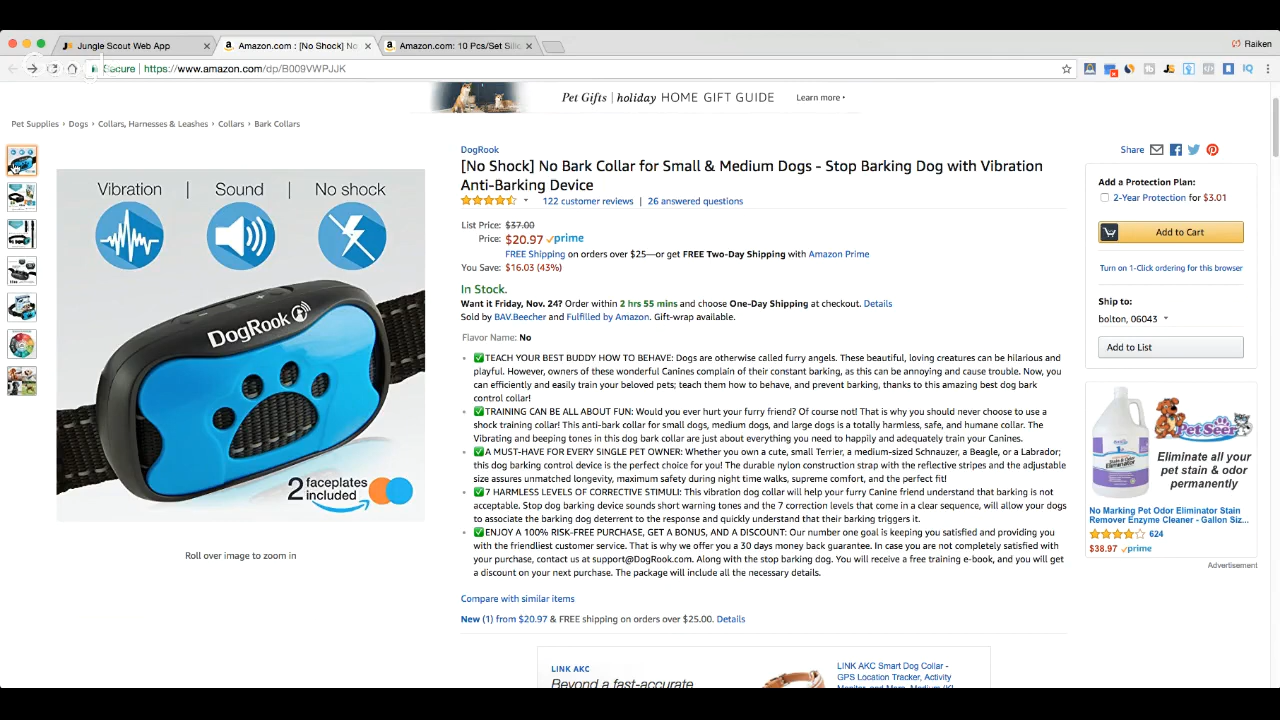 Jungle Scout Web App
Amazon.com : [No Shock] No
Amazon.com: 10 Pcs/Set Silic
Raiken
Secure https://www.amazon.com/dp/B009VWPJJK
Pet Gifts | holiday HOME GIFT GUIDE Learn more
Pet Supplies › Dogs › Collars, Harnesses & Leashes › Collars › Bark Collars
DogRook
[No Shock] No Bark Collar for Small & Medium Dogs - Stop Barking Dog with Vibration
Anti-Barking Device
122 customer reviews | 26 answered questions
List Price: $37.00
Price: $20.97 prime
FREE Shipping on orders over $25—or get FREE Two-Day Shipping with Amazon Prime
You Save: $16.03 (43%)
In Stock.
Want it Friday, Nov. 24? Order within 2 hrs 55 mins and choose One-Day Shipping at checkout. Details
Sold by BAV.Beecher and Fulfilled by Amazon. Gift-wrap available.
Flavor Name: No
✅TEACH YOUR BEST BUDDY HOW TO BEHAVE: Dogs are otherwise called furry angels. These beautiful, loving creatures can be hilarious and
playful. However, owners of these wonderful Canines complain of their constant barking, as this can be annoying and cause trouble. Now, you
can efficiently and easily train your beloved pets; teach them how to behave, and prevent barking, thanks to this amazing best dog bark
control collar!
✅TRAINING CAN BE ALL ABOUT FUN: Would you ever hurt your furry friend? Of course not! That is why you should never choose to use a
shock training collar! This anti-bark collar for small dogs, medium dogs, and large dogs is a totally harmless, safe, and humane collar. The
Vibrating and beeping tones in this dog bark collar are just about everything you need to happily and adequately train your Canines.
✅A MUST-HAVE FOR EVERY SINGLE PET OWNER: Whether you own a cute, small Terrier, a medium-sized Schnauzer, a Beagle, or a Labrador;
this dog barking control device is the perfect choice for you! The durable nylon construction strap with the reflective stripes and the adjustable
size assures unmatched longevity, maximum safety during night time walks, supreme comfort, and the perfect fit!
✅7 HARMLESS LEVELS OF CORRECTIVE STIMULI: This vibration dog collar will help your furry Canine friend understand that barking is not
acceptable. Stop dog barking device sounds short warning tones and the 7 correction levels that come in a clear sequence, will allow your dogs
to associate the barking dog deterrent to the response and quickly understand that their barking triggers it.
✅ENJOY A 100% RISK-FREE PURCHASE, GET A BONUS, AND A DISCOUNT: Our number one goal is keeping you satisfied and providing you
with the friendliest customer service. That is why we offer you a 30 days money back guarantee. In case you are not completely satisfied with
your purchase, contact us at support@DogRook.com. Along with the stop barking dog. You will receive a free training e-book, and you will get
a discount on your next purchase. The package will include all the necessary details.
Compare with similar items
New (1) from $20.97 & FREE shipping on orders over $25.00. Details
LINK AKC
Beyond a fast-accurate
LINK AKC Smart Dog Collar -
GPS Location Tracker, Activity
Vibration | Sound | No shock
DogRook
2 faceplates
included
Roll over image to zoom in
Share
Add a Protection Plan:
2-Year Protection for $3.01
Add to Cart
Turn on 1-Click ordering for this browser
Ship to:
bolton, 06043
Add to List
Pet Seer
Eliminate all your
pet stain & odor
permanently
No Marking Pet Odor Eliminator Stain
Remover Enzyme Cleaner - Gallon Siz...
624
$38.97 prime
Advertisement